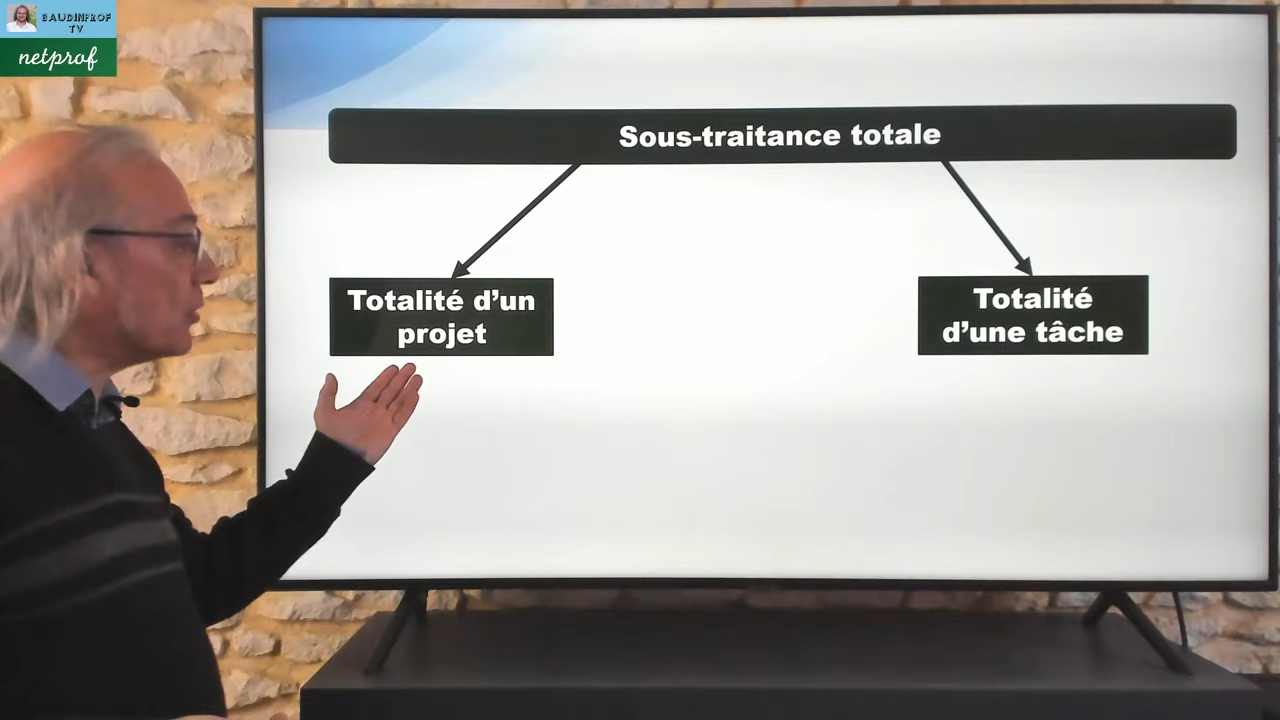 BAUDINPROF
TV
netprof
Sous-traitance totale
Totalité d'un
projet
Totalité
d'une tâche